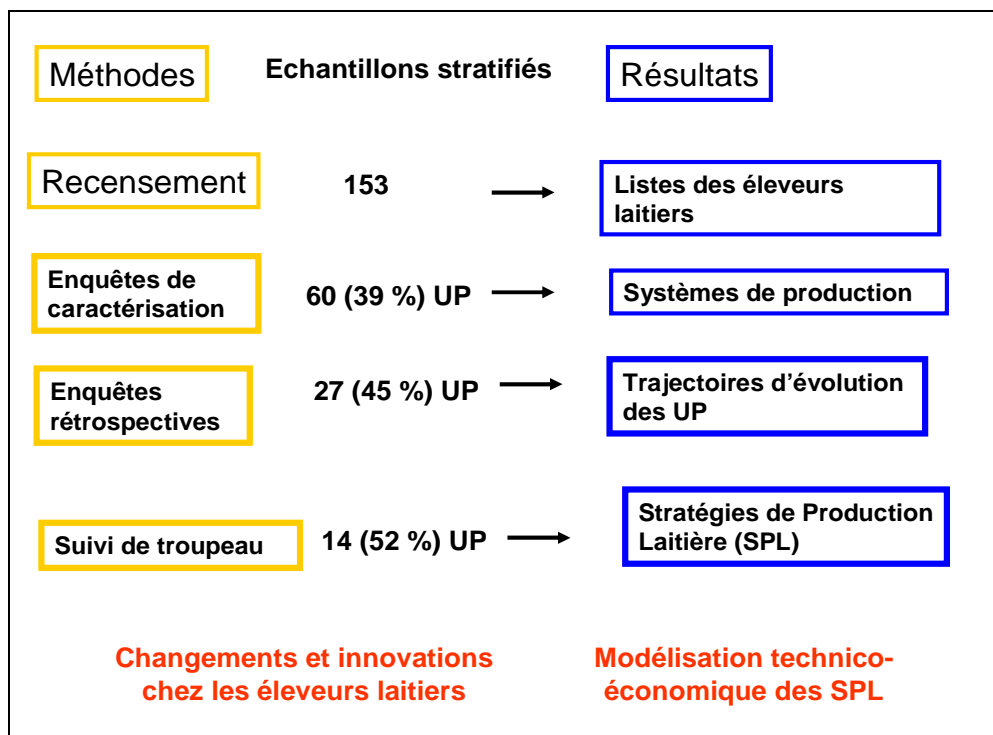 Méthodes
Echantillons stratifiés
Résultats
Recensement
153
Listes des éleveurs
laitiers
Enquêtes de
caractérisation
60 (39 %) UP
Systèmes de production
Enquêtes
rétrospectives
27 (45 %) UP
Trajectoires d'évolution
des UP
Suivi de troupeau
14 (52 %) UP
Stratégies de Production
Laitière (SPL)
Changements et innovations
chez les éleveurs laitiers
Modélisation technico-
économique des SPL